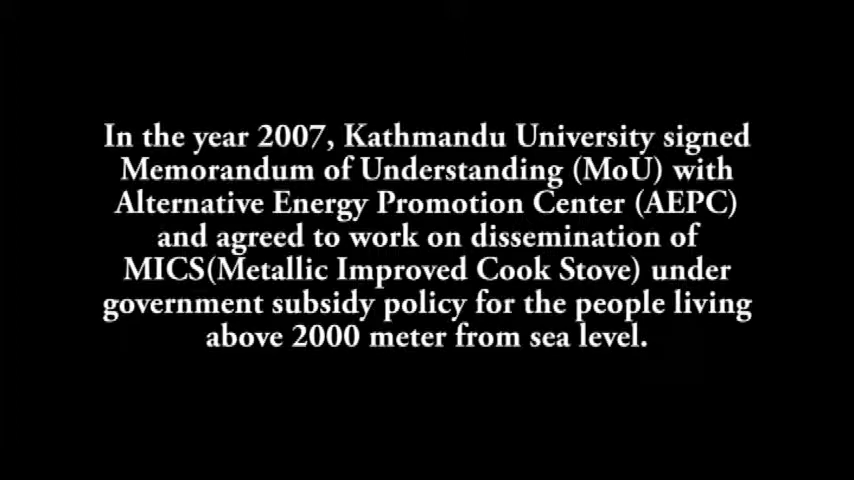 In the year 2007, Kathmandu University signed
Memorandum of Understanding (MoU) with
Alternative Energy Promotion Center (AEPC)
and agreed to work on dissemination of
MICS(Metallic Improved Cook Stove) under
government subsidy policy for the people living
above 2000 meter from sea level.